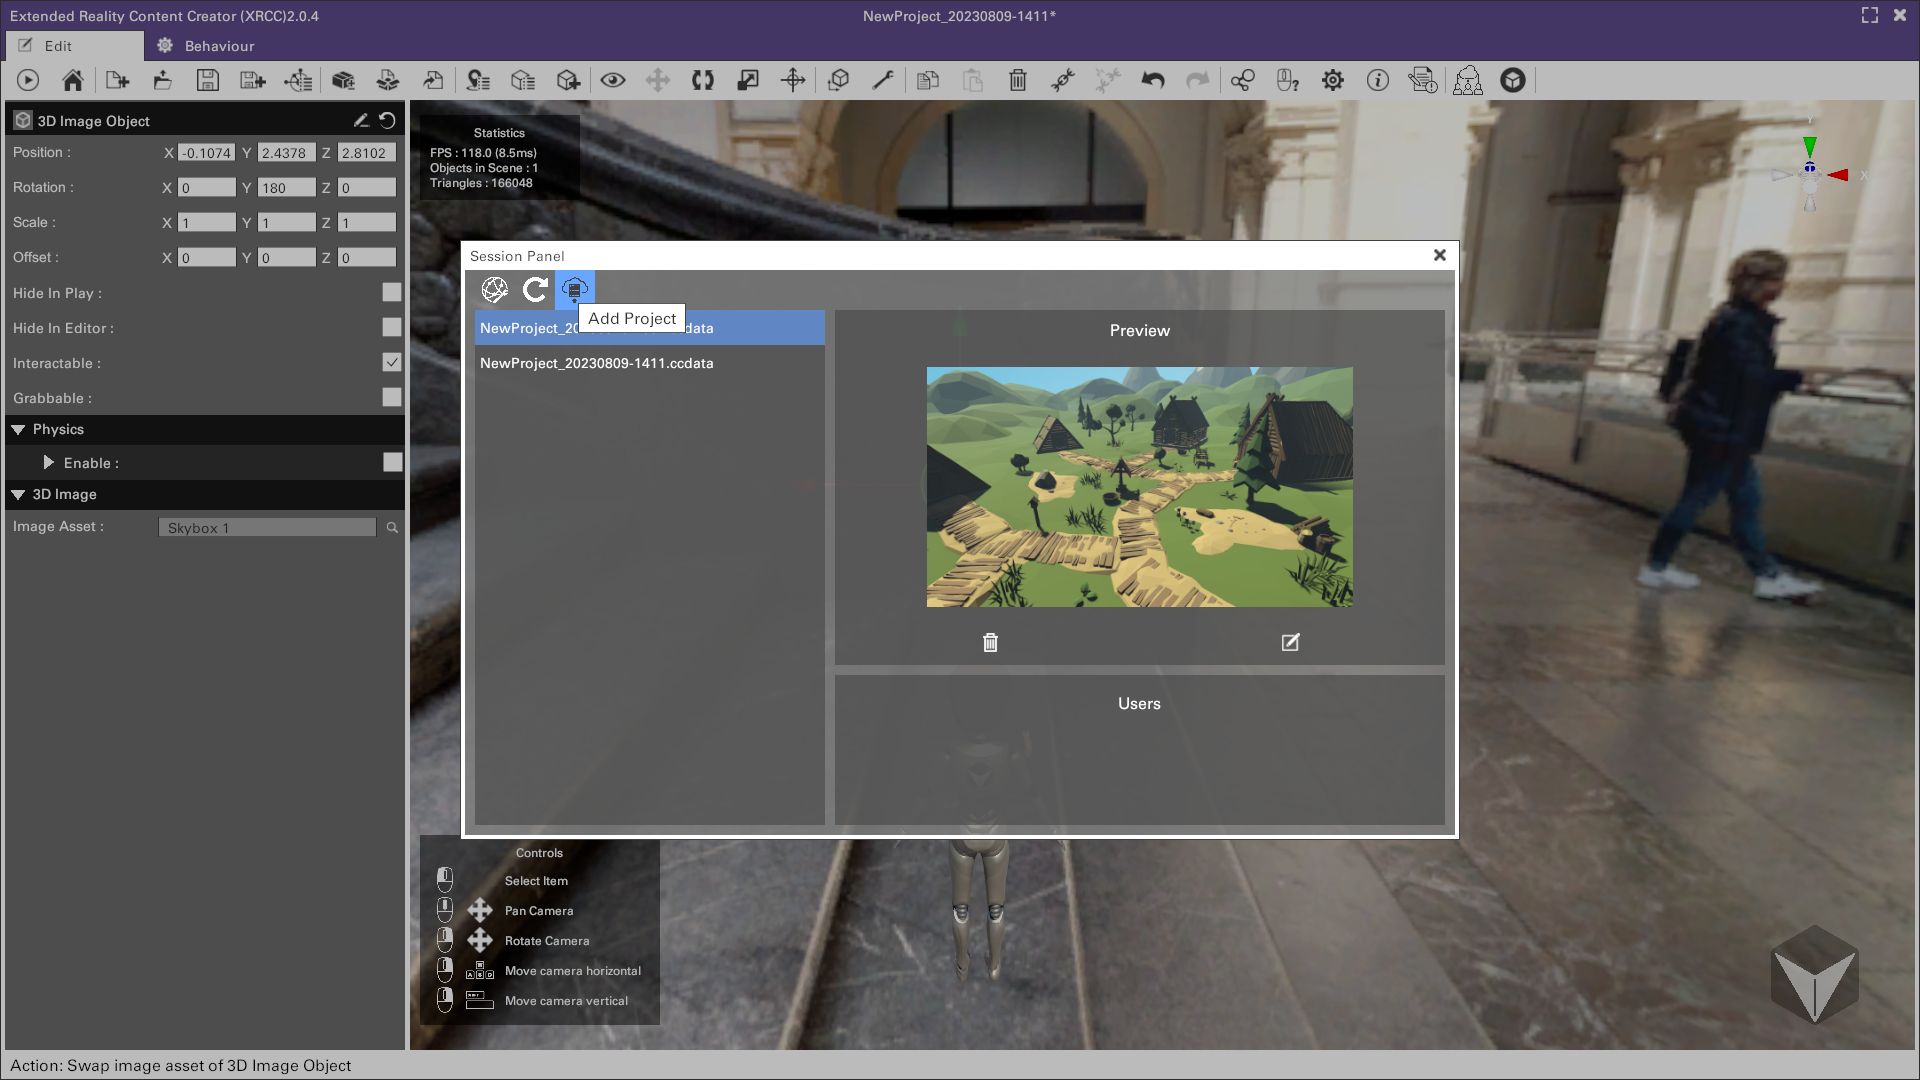 Extended Reality Content Creator (XRCC)2.0.4
NewProject_20230809-1411*
Edit
Behaviour
3D Image Object
Position :
X -0.1074 Y 2.4378 Z 2.8102
Rotation :
X 0 Y 180 Z 0
Scale :
X 1 Y 1 Z 1
Offset :
X 0 Y 0 Z 0
Hide In Play :
Hide In Editor :
Interactable :
Grabbable :
Physics
Enable :
3D Image
Image Asset :
Skybox 1
Statistics
FPS : 118.0 (8.5ms)
Objects in Scene : 1
Triangles : 166048
Y
X
Session Panel
Add Project
NewProject_20 data
NewProject_20230809-1411.ccdata
Preview
Users
Controls
Select Item
Pan Camera
Rotate Camera
A S D
Move camera horizontal
Move camera vertical
Action: Swap image asset of 3D Image Object